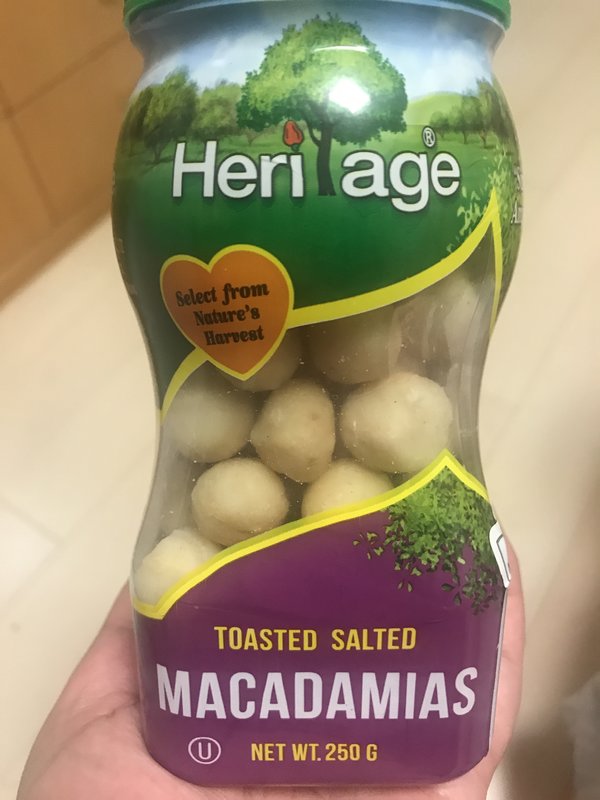 Heritage®
Select from
Nature's
Harvest
TOASTED SALTED
MACADAMIAS
U NET WT. 250 G